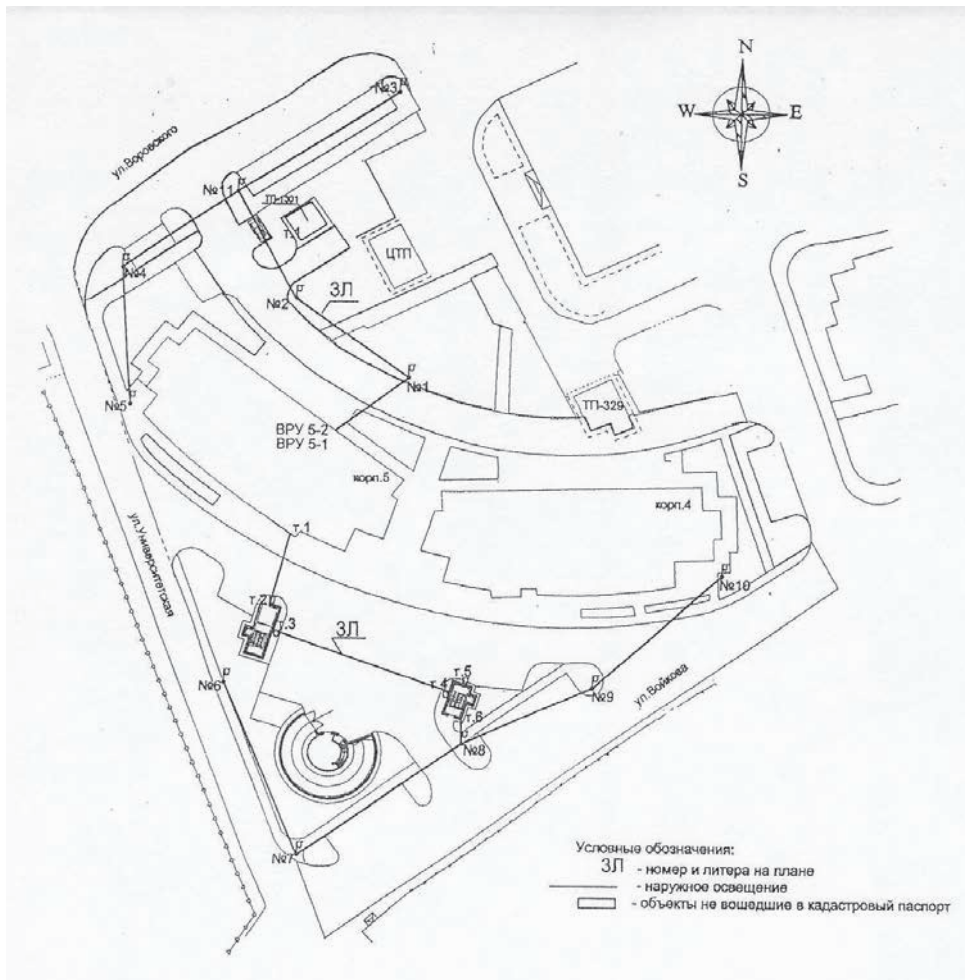 N
W E
S
ул.Воровского
№3
№11
ТП-1391
т.1
ЦТП
№4
№2
3Л
№1
№5
ТП-329
ВРУ 5-2
ВРУ 5-1
корп.5
корп.4
ул.Университетская
т.1
т.2
т.3
3Л
№10
т.5
т.4
№6
№9
т.6
№8
ул.Войкова
№7
Условные обозначения:
3Л - номер и литера на плане
- наружное освещение
- объекты не вошедшие в кадастровый паспорт